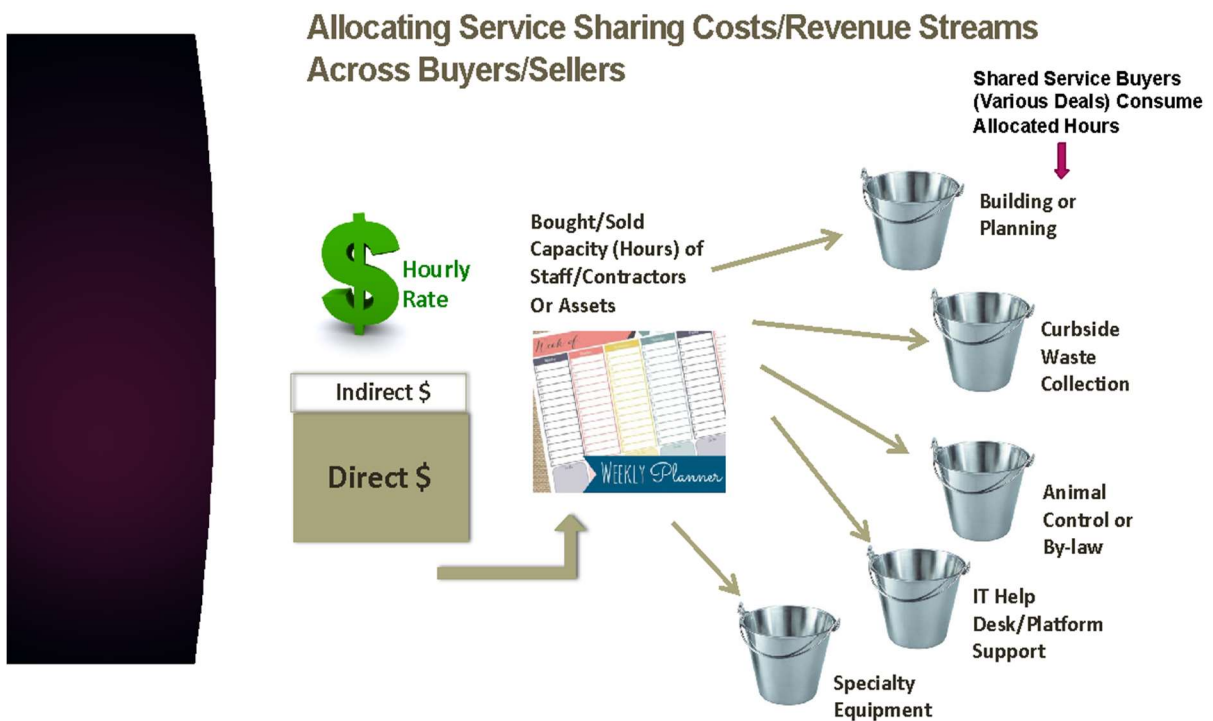 Allocating Service Sharing Costs/Revenue Streams
Across Buyers/Sellers
Shared Service Buyers
(Various Deals) Consume
Allocated Hours
Building or
Planning
Bought/Sold
Capacity (Hours) of
Staff/Contractors
Or Assets
$ Hourly
Rate
Indirect $
Direct $
Week of
WEEKLY Planner
Curbside
Waste
Collection
Animal
Control or
By-law
IT Help
Desk/Platform
Support
Specialty
Equipment